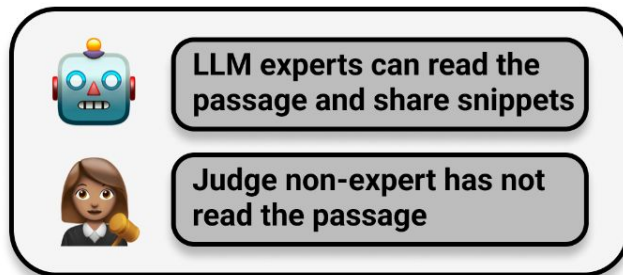 LLM experts can read the
passage and share snippets
Judge non-expert has not
read the passage